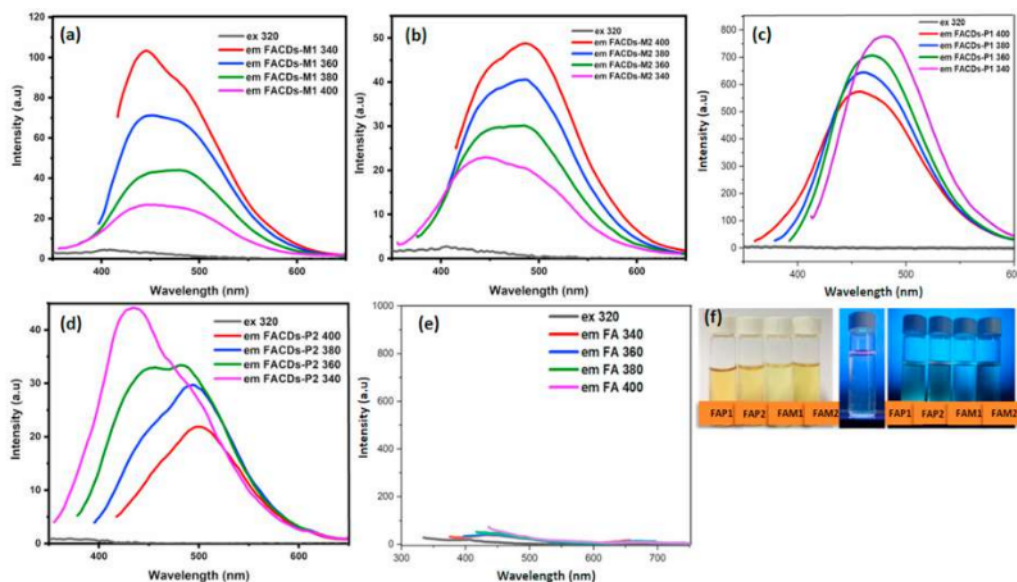 (a)
ex 320
em FACDs-M1 340
em FACDs-M1 360
em FACDs-M1 380
em FACDs-M1 400
Intensity (a.u)
120
100
80
60
40
20
0
400 500 600
Wavelength (nm)
(b)
em FACDs-M2 400
em FACDs-M2 380
em FACDs-M2 360
em FACDs-M2 340
ex 320
Intensity (a.u)
50
40
30
20
10
0
400 500 600
Wavelength (nm)
(c)
ex 320
em FACDs-P1 400
em FACDs-P1 380
em FACDs-P1 360
em FACDs-P1 340
Intensity (a.u)
800
700
600
500
400
300
200
100
0
400 500 600
Wavelength (nm)
(d)
ex 320
em FACDs-P2 400
em FACDs-P2 380
em FACDs-P2 360
em FACDs-P2 340
Intensity (a.u)
40
30
20
10
0
400 500 600
Wavelength (nm)
(e)
ex 320
em FA 340
em FA 360
em FA 380
em FA 400
Intensity (a.u)
1000
800
600
400
200
0
300 400 500 600 700
Wavelength (nm)
(f)
FAP1 FAP2 FAM1 FAM2
FAP1 FAP2 FAM1 FAM2